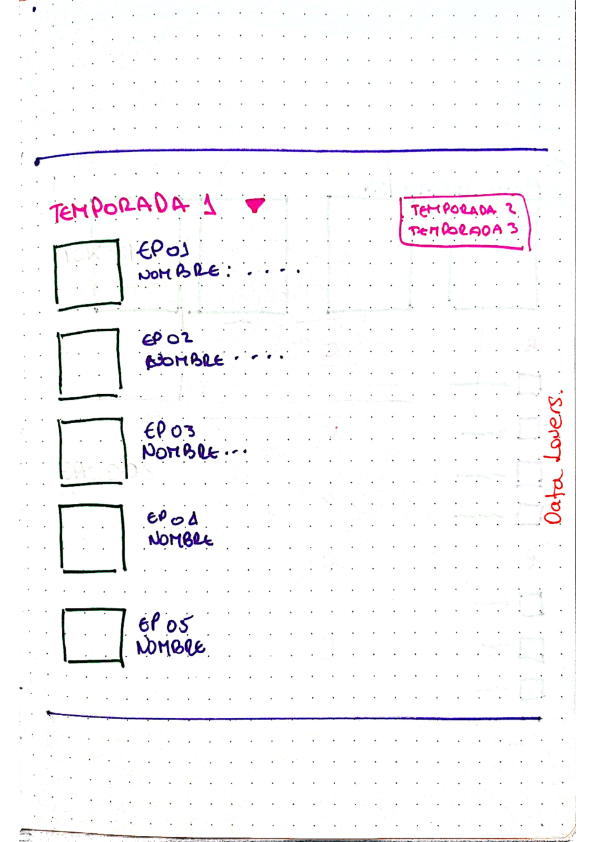 TEMPORADA 1 ▼
TEMPORADA 2
TEMPORADA 3
EP 01
NOMBRE: . . . . .
EP 02
NOMBRE . . . . .
EP 03
NOMBRE...
EP 04
NOMBRE
EP 05
NOMBRE
Data Lovers.